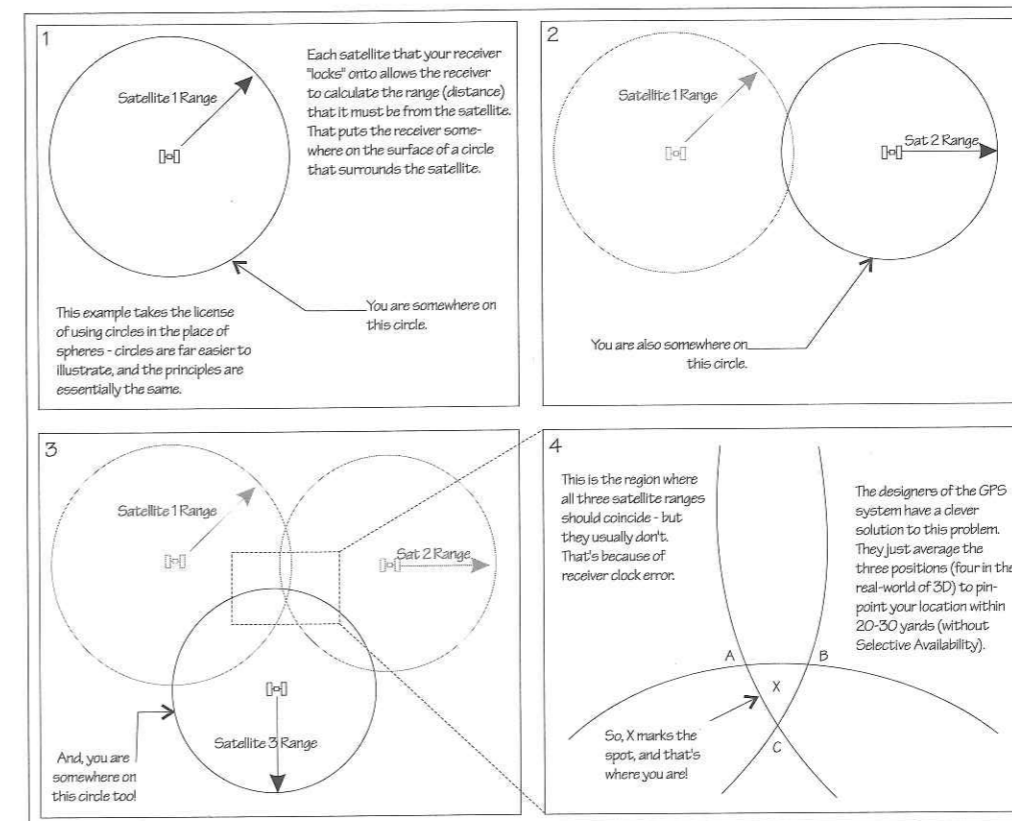 1
Each satellite that your receiver
"locks" onto allows the receiver
to calculate the range (distance)
that it must be from the satellite.
That puts the receiver some-
where on the surface of a circle
that surrounds the satellite.
Satellite 1 Range
You are somewhere on
this circle.
This example takes the license
of using circles in the place of
spheres - circles are far easier to
illustrate, and the principles are
essentially the same.
2
Satellite 1 Range
Sat 2 Range
You are also somewhere on
this circle.
3
Satellite 1 Range
Sat 2 Range
Satellite 3 Range
And, you are
somewhere on
this circle too!
4
This is the region where
all three satellite ranges
should coincide - but
they usually don't.
That's because of
receiver clock error.
The designers of the GPS
system have a clever
solution to this problem.
They just average the
three positions (four in the
real-world of 3D) to pin-
point your location within
20-30 yards (without
Selective Availability).
A
B
X
C
So, X marks the
spot, and that's
where you are!